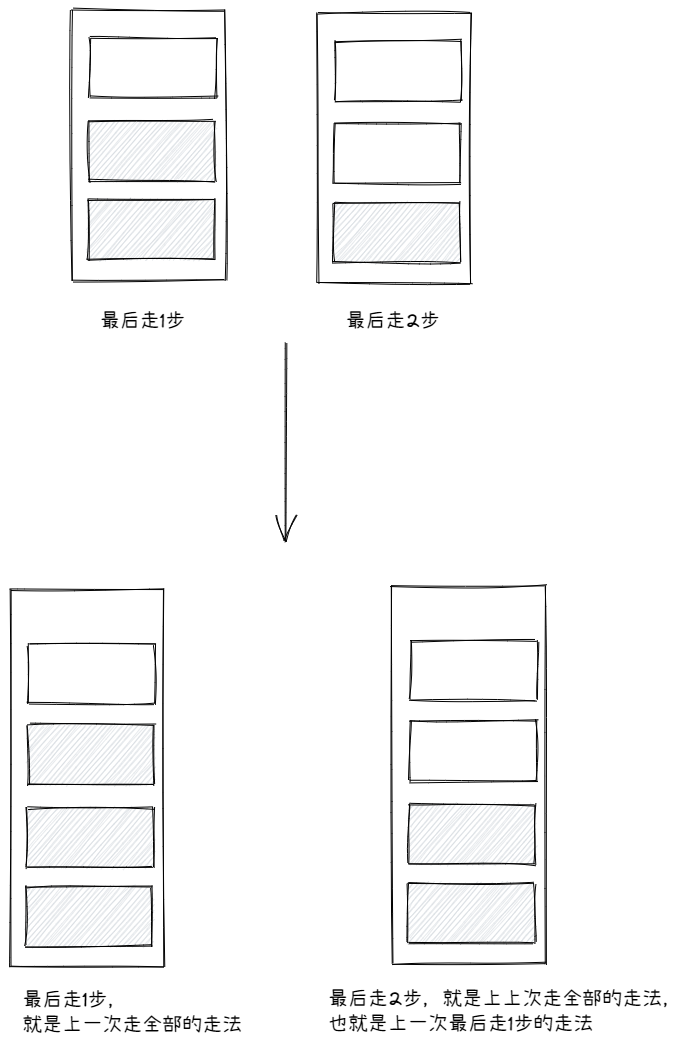 最后走1步
最后走2步
最后走1步,
就是上一次走全部的走法
最后走2步, 就是上上次走全部的走法,
也就是上一次最后走1步的走法